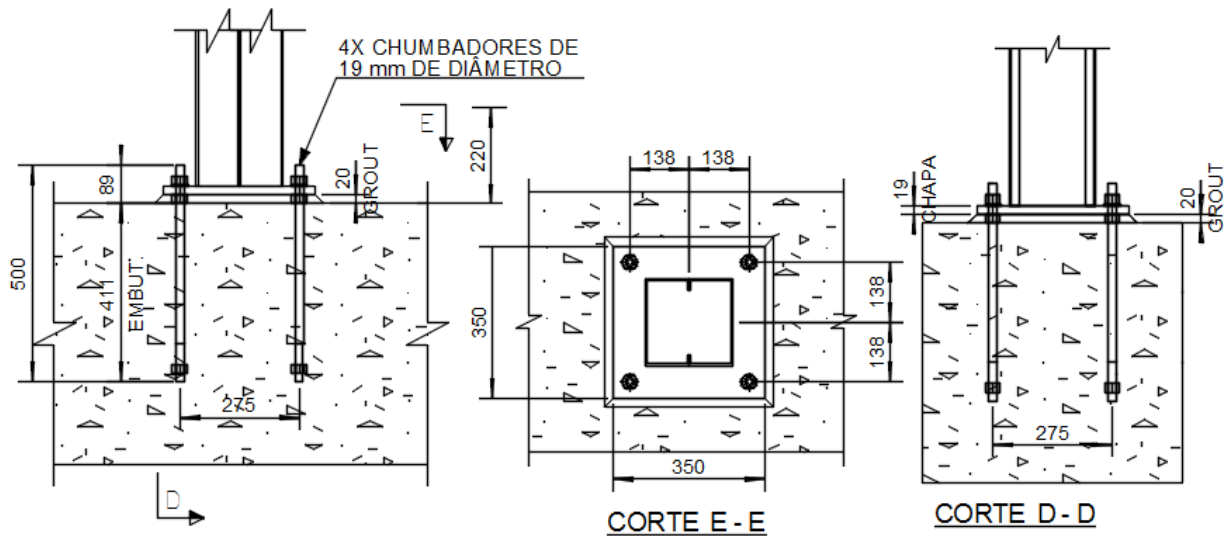 4X CHUMBADORES DE
19 mm DE DIÂMETRO
E
220
20
GROUT
89
500
411
EMBUT.
275
D
138 138
350
138
138
350
CORTE E - E
19
CHAPA
20
GROUT
275
CORTE D - D